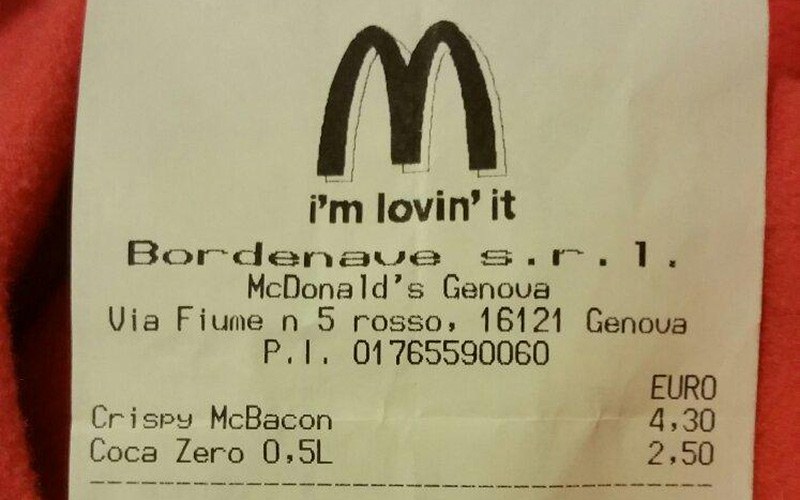 i'm lovin' it
Bordenave s.r.l.
McDonald's Genova
Via Fiume n 5 rosso, 16121 Genova
P.I. 01765590060
EURO
Crispy McBacon 4,30
Coca Zero 0,5L 2,50